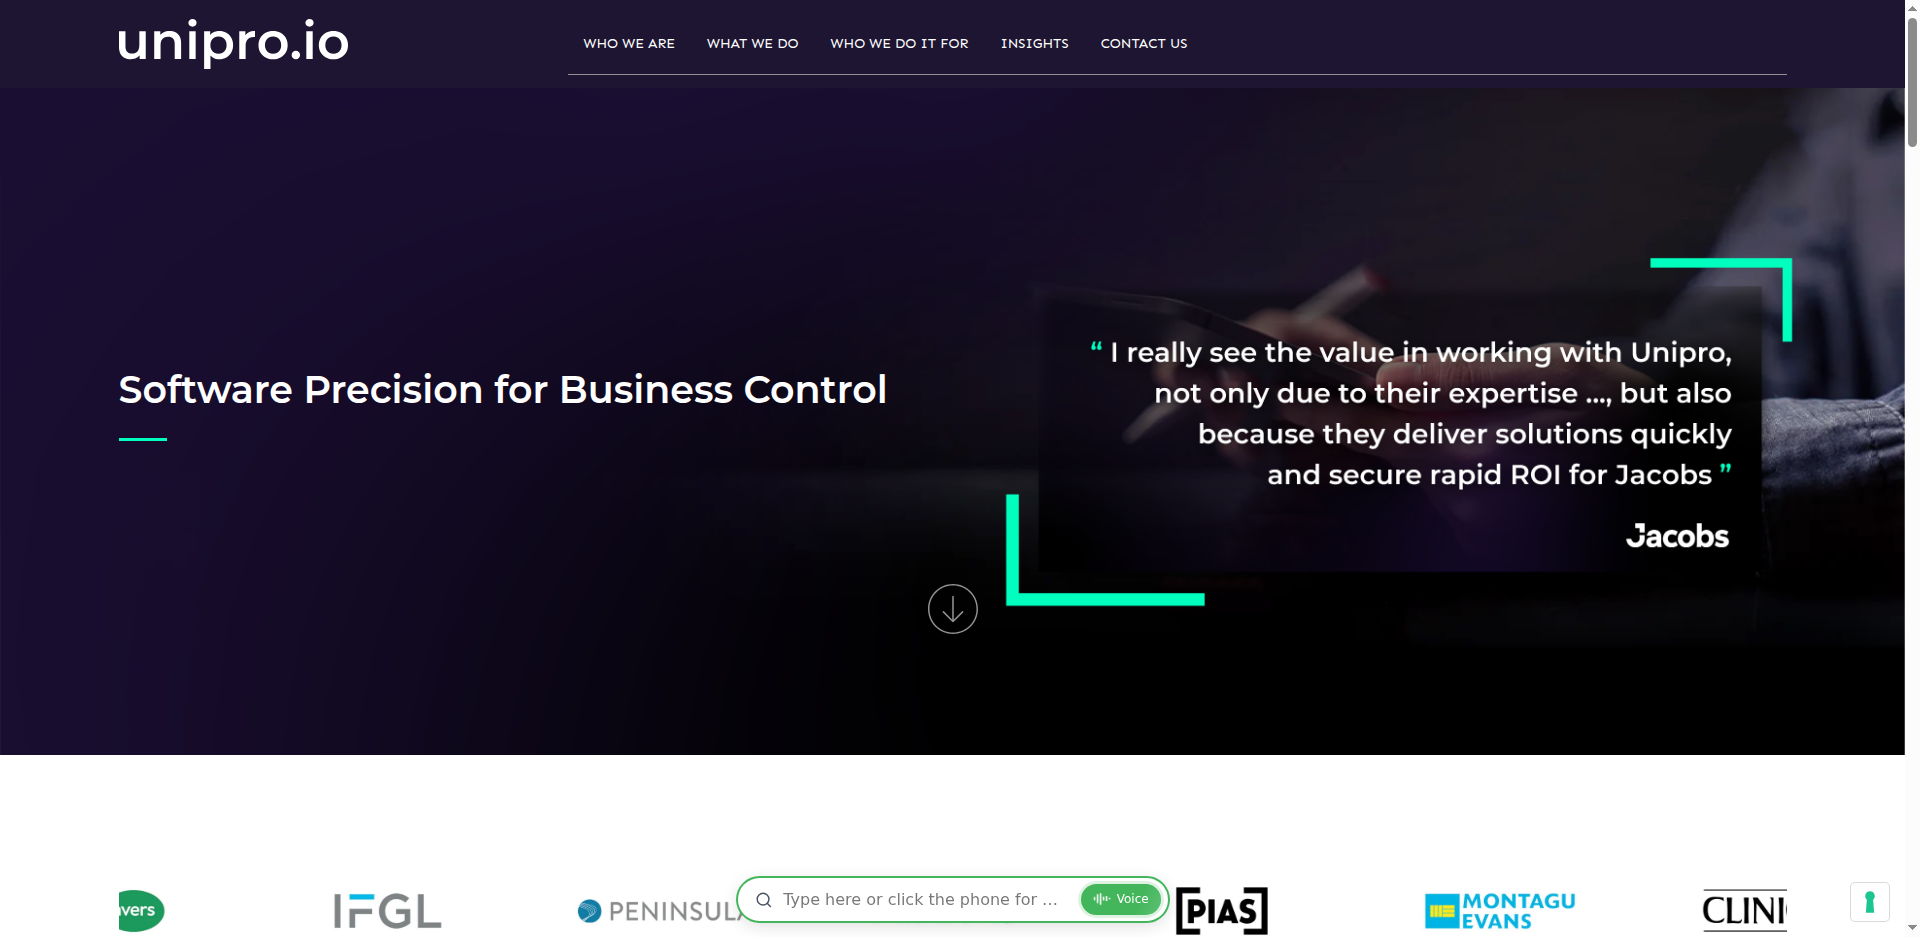 unipro.io
WHO WE ARE
WHAT WE DO
WHO WE DO IT FOR
INSIGHTS
CONTACT US
Software Precision for Business Control
“ I really see the value in working with Unipro,
not only due to their expertise ..., but also
because they deliver solutions quickly
and secure rapid ROI for Jacobs ”
Jacobs
IFGL
Type here or click the phone for ...
Voice
[PIAS]
MONTAGU
EVANS